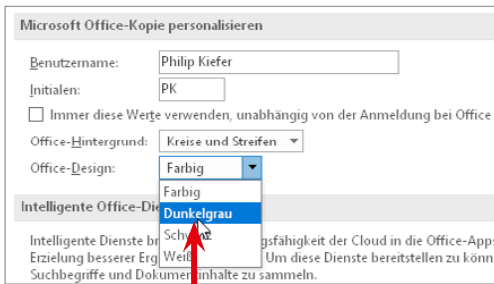 Microsoft Office-Kopie personalisieren
Benutzername: Philip Kiefer
Initialen: PK
Immer diese Werte verwenden, unabhängig von der Anmeldung bei Office
Office-Hintergrund: Kreise und Streifen
Office-Design: Farbig
Farbig
Intelligente Office-Die
Dunkelgrau
Schwarz
Weiß
Intelligente Dienste br gsfähigkeit der Cloud in die Office-Apps
Erzielung besserer Erg Um diese Dienste bereitstellen zu könn
Suchbegriffe und Dokumentinhalte zu sammeln.